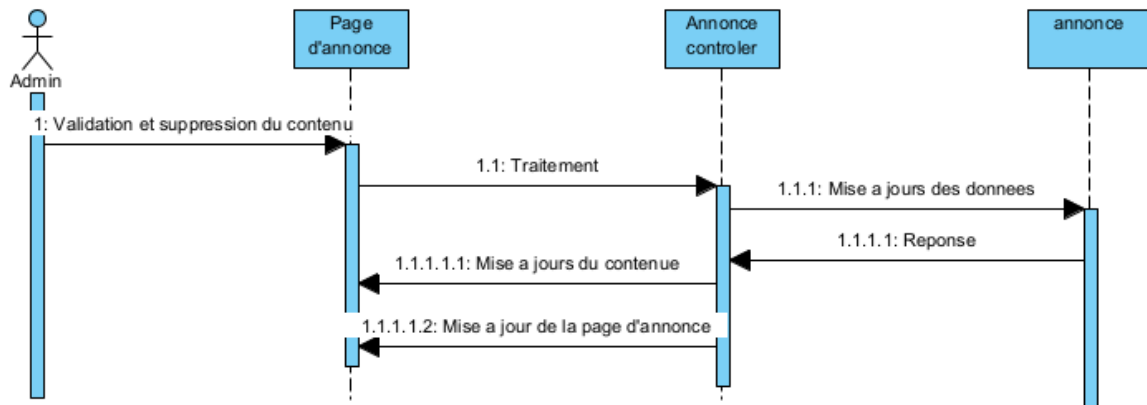 Page
d'annonce
Annonce
controler
annonce
Admin
1: Validation et suppression du contenu
1.1: Traitement
1.1.1: Mise a jours des donnees
1.1.1.1: Reponse
1.1.1.1.1: Mise a jours du contenue
1.1.1.1.2: Mise a jour de la page d'annonce